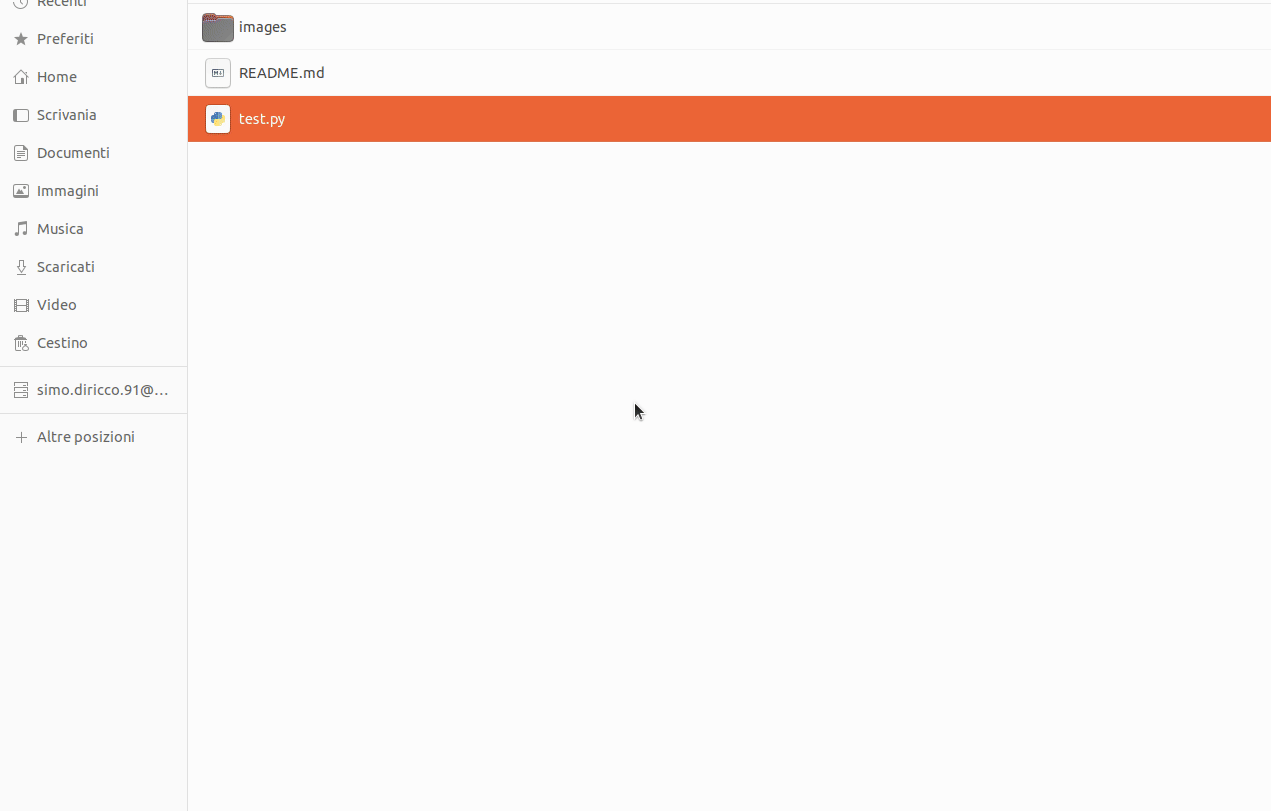 Recenti
Preferiti
Home
Scrivania
Documenti
Immagini
Musica
Scaricati
Video
Cestino
simo.diricco.91@...
Altre posizioni
images
README.md
test.py